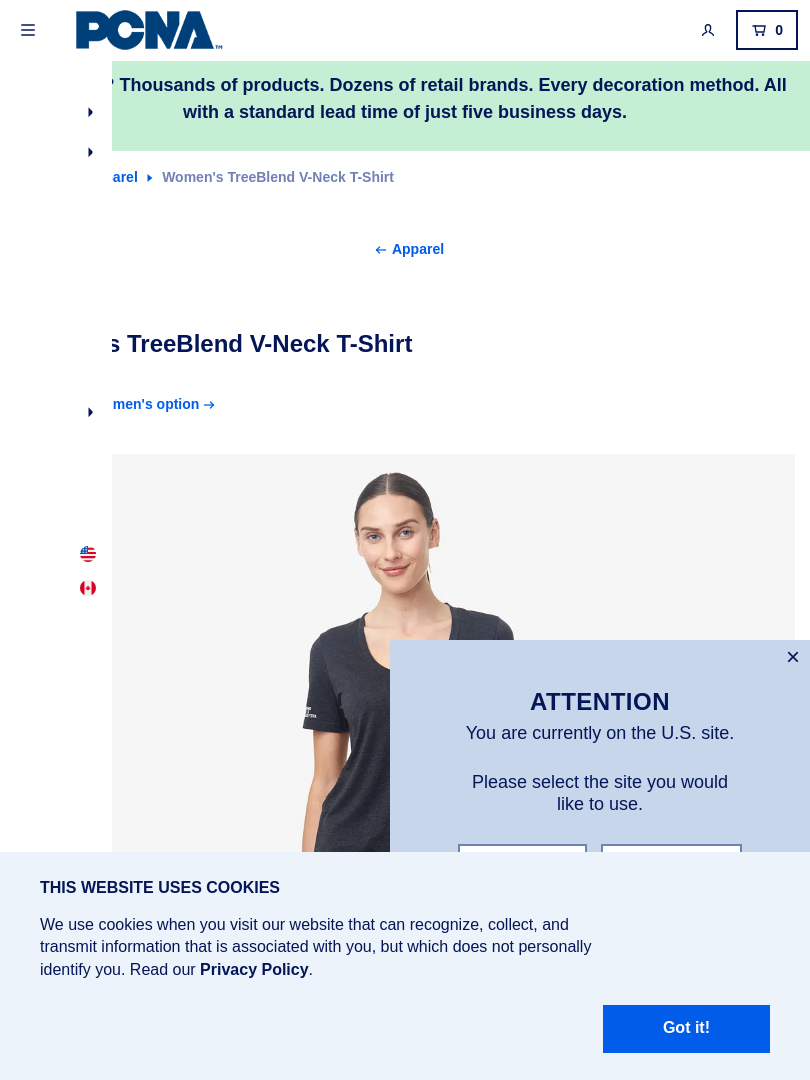 PCNA™
0
Thousands of products. Dozens of retail brands. Every decoration method. All
with a standard lead time of just five business days.
Women's TreeBlend V-Neck T-Shirt
Apparel
TreeBlend V-Neck T-Shirt
option
ATTENTION
You are currently on the U.S. site.
Please select the site you would
like to use.
THIS WEBSITE USES COOKIES
We use cookies when you visit our website that can recognize, collect, and
transmit information that is associated with you, but which does not personally
identify you. Read our Privacy Policy.
Got it!